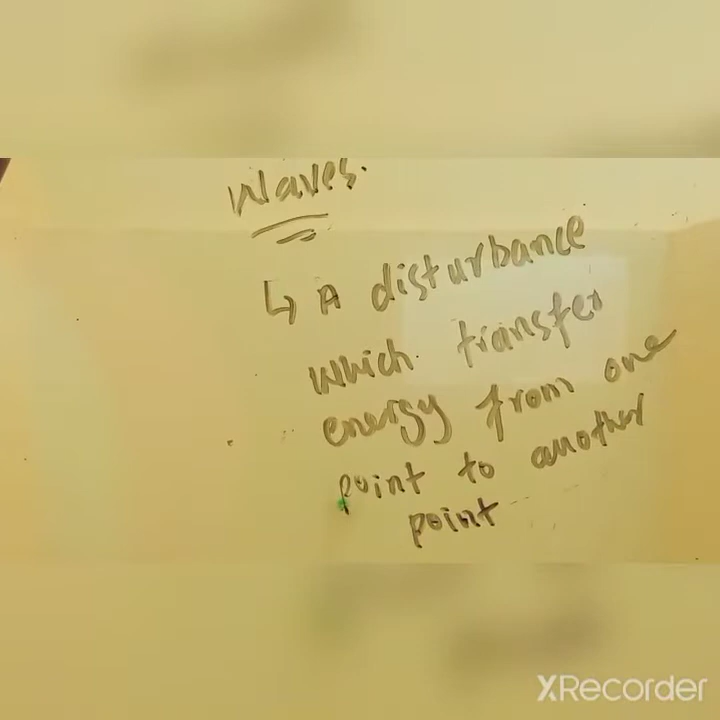 Waves.
↳ A disturbance
which transfer
energy from one
point to another
point
XRecorder